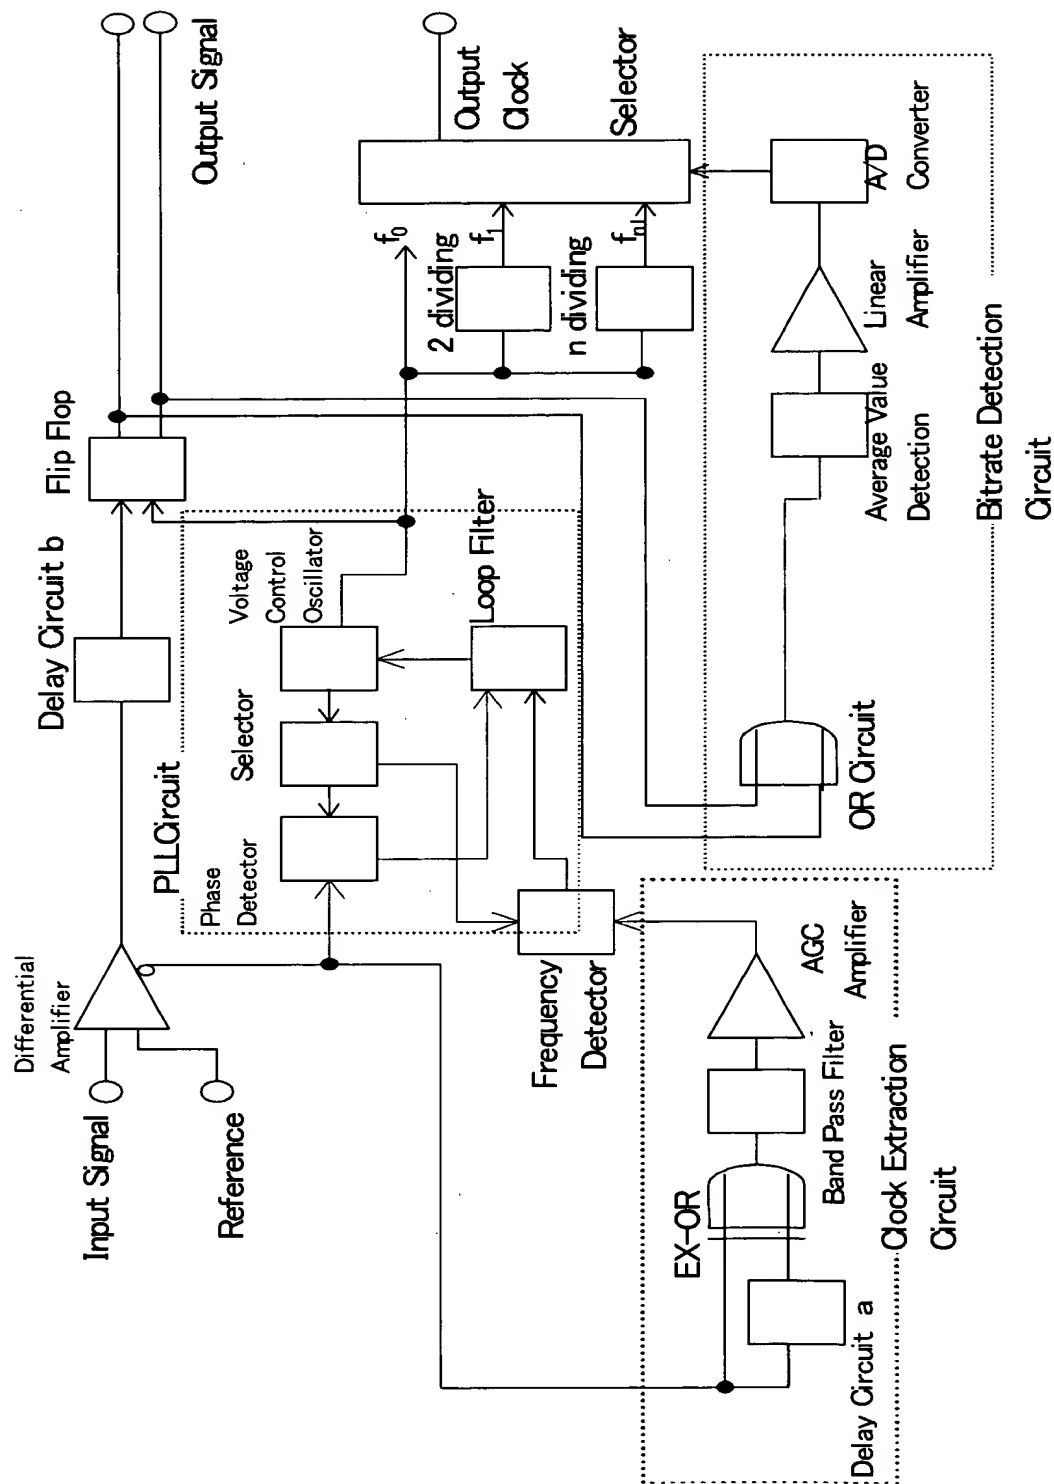 Input Signal
Reference
Differential
Amplifier
Delay Circuit b
Flip Flop
Output Signal
PLLCircuit
Phase
Detector
Selector
Voltage
Control
Oscillator
Loop Filter
Frequency
Detector
f0
2 dividing
f1
n dividing
Output
Clock
Selector
EX-OR
Delay Circuit a
Band Pass Filter
AGC
Amplifier
Clock Extraction
Circuit
OR Circuit
Average Value
Detection
Linear
Amplifier
A/D
Converter
Bitrate Detection
Circuit